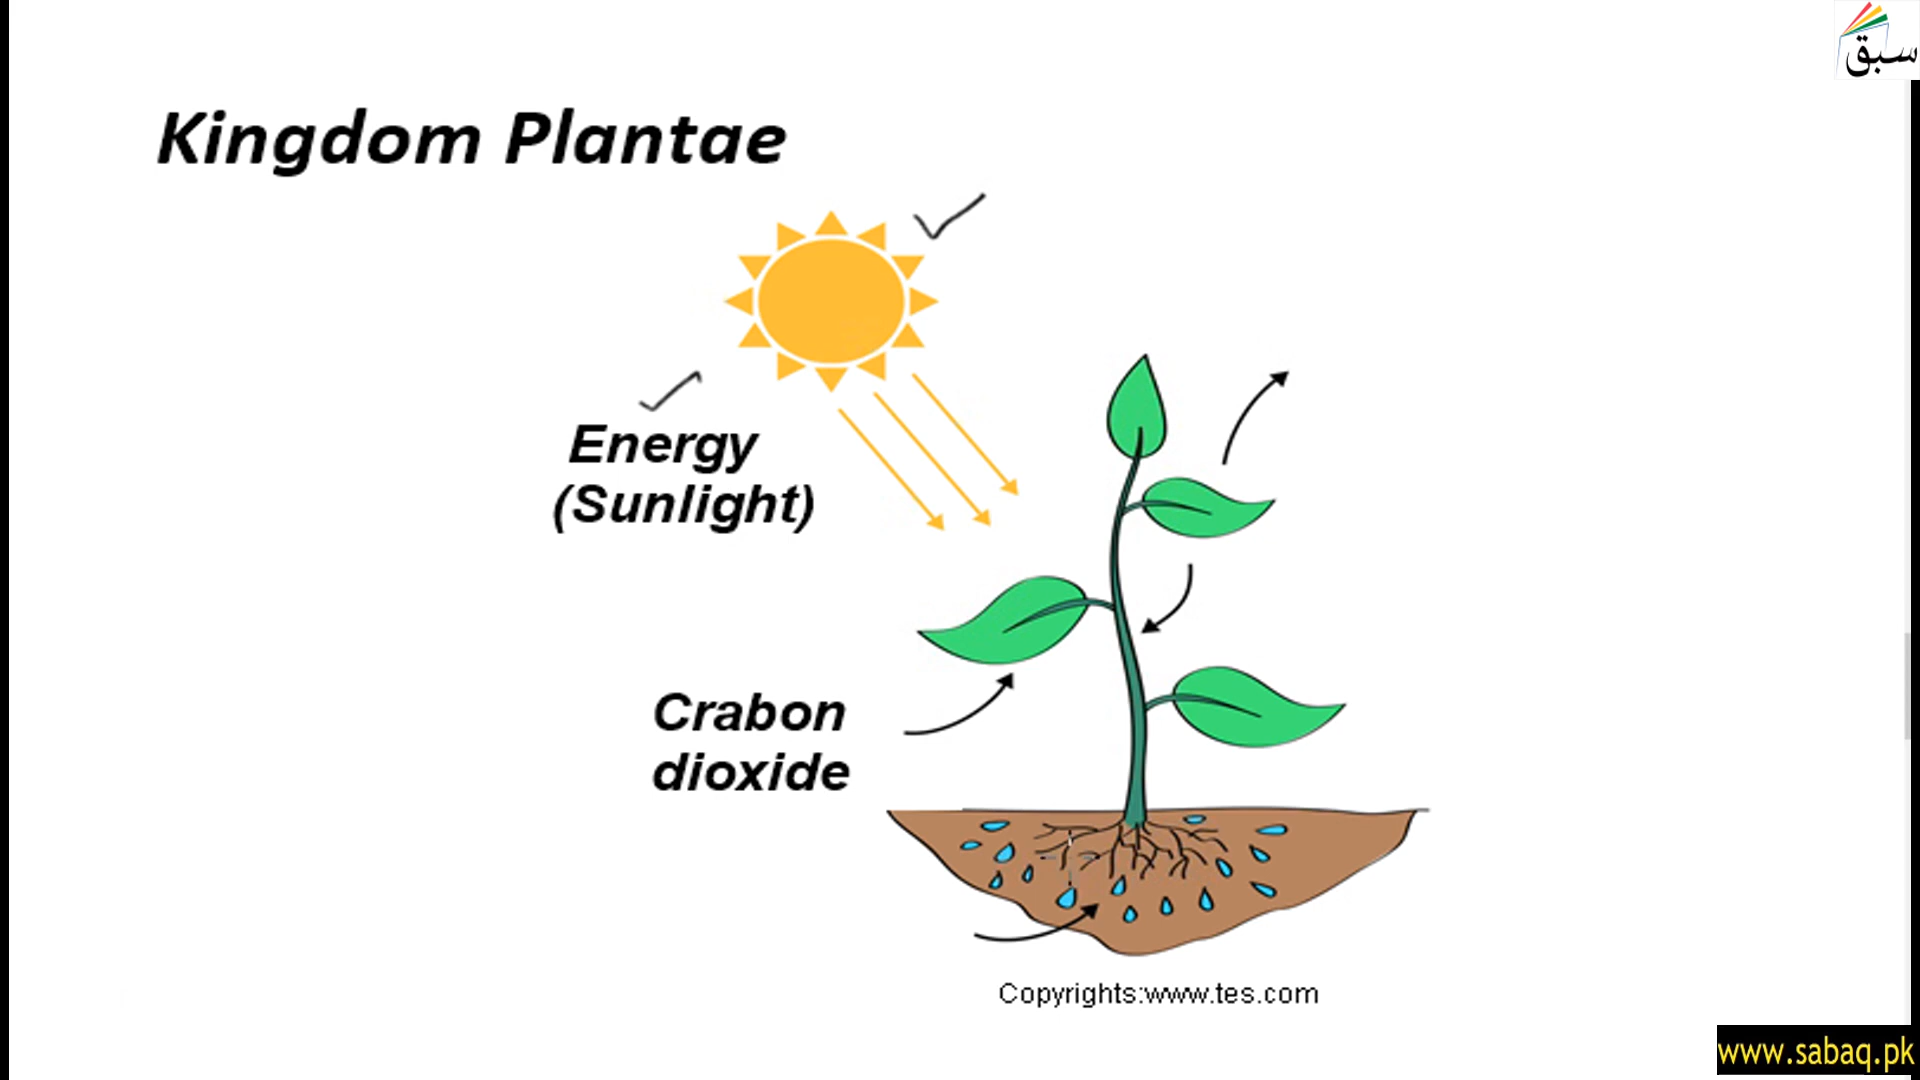 سبق
Kingdom Plantae
Energy
(Sunlight)
Crabon
dioxide
Copyrights:www.tes.com
www.sabaq.pk